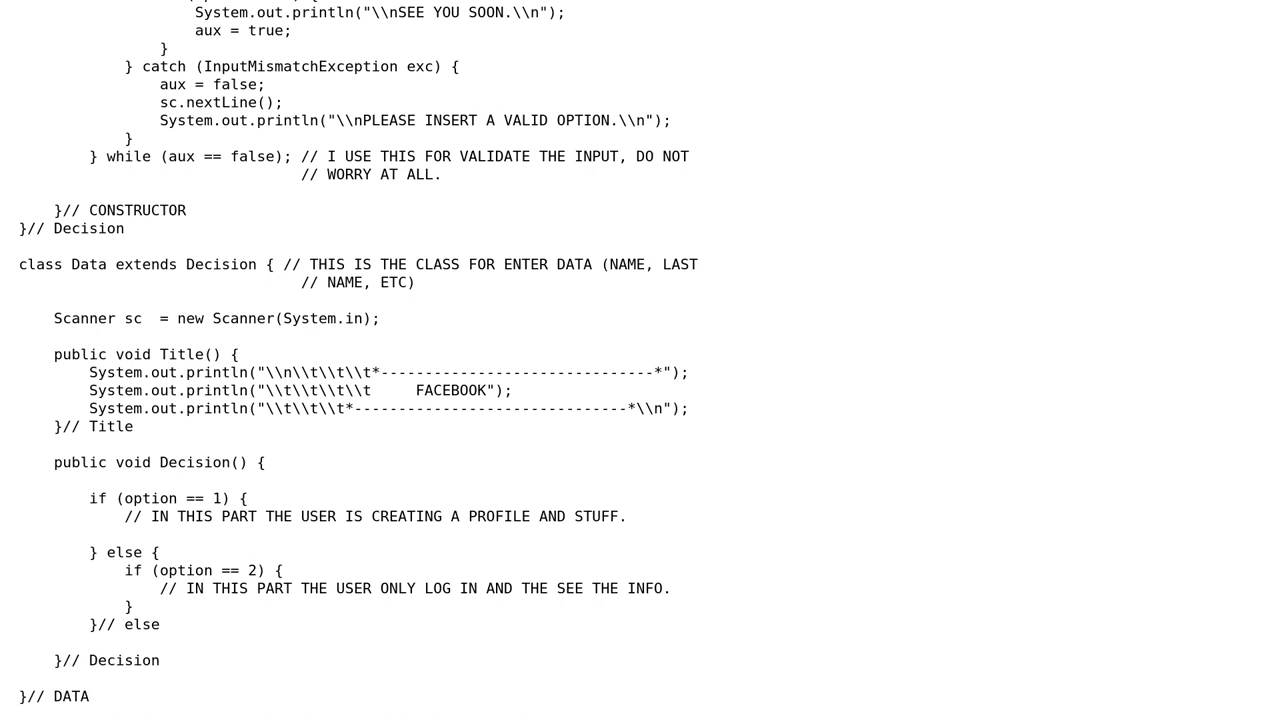 System.out.println("\\nSEE YOU SOON.\\n");
aux = true;
}
} catch (InputMismatchException exc) {
aux = false;
sc.nextLine();
System.out.println("\\nPLEASE INSERT A VALID OPTION.\\n");
}
} while (aux == false); // I USE THIS FOR VALIDATE THE INPUT, DO NOT
// WORRY AT ALL.
}// CONSTRUCTOR
}// Decision
class Data extends Decision { // THIS IS THE CLASS FOR ENTER DATA (NAME, LAST
// NAME, ETC)
Scanner sc  = new Scanner(System.in);
public void Title() {
System.out.println("\\n\\t\\t\\t*-------------------------------*");
System.out.println("\\t\\t\\t\\t     FACEBOOK");
System.out.println("\\t\\t\\t*-------------------------------*\\n");
}// Title
public void Decision() {
if (option == 1) {
// IN THIS PART THE USER IS CREATING A PROFILE AND STUFF.
} else {
if (option == 2) {
// IN THIS PART THE USER ONLY LOG IN AND THE SEE THE INFO.
}
}// else
}// Decision
}// DATA